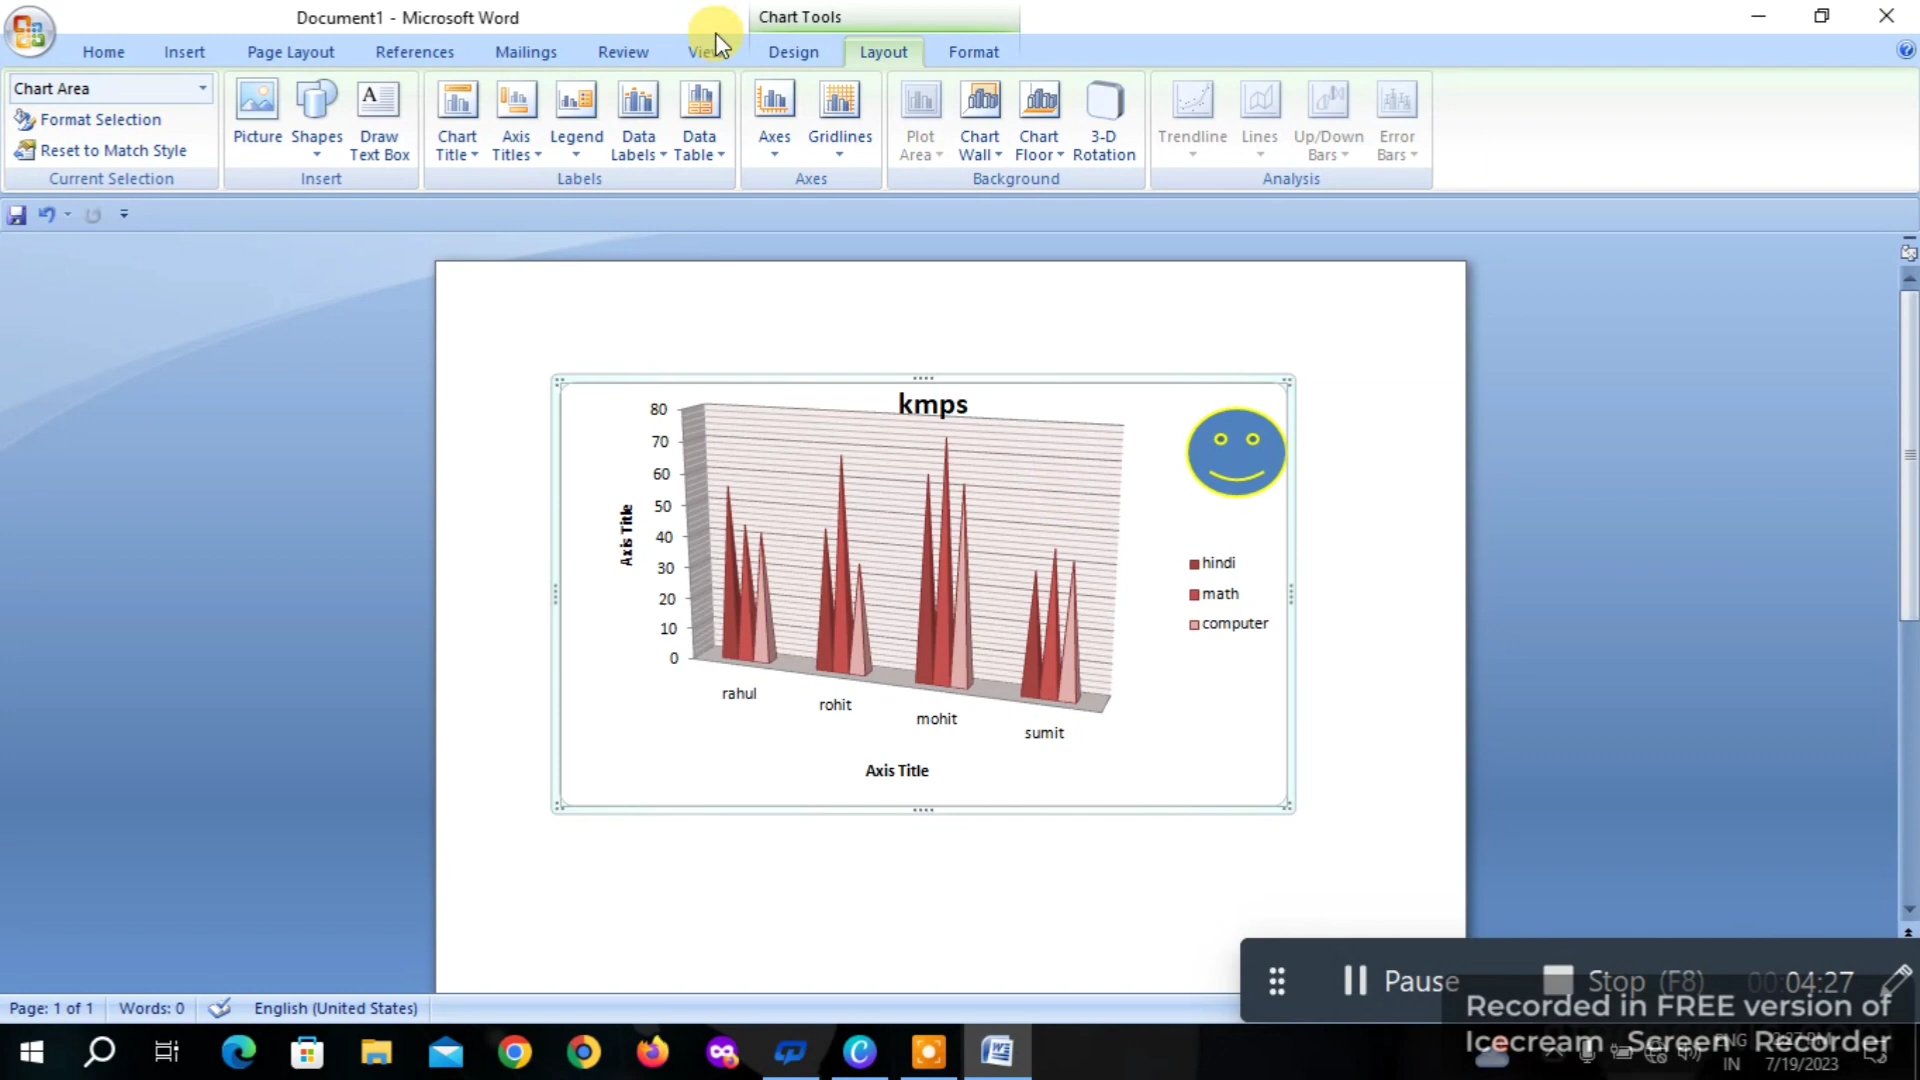 Document1 - Microsoft Word
Chart Tools
Home Insert Page Layout References Mailings Review View Design Layout Format
Chart Area
Format Selection
Reset to Match Style
Current Selection
Picture Shapes Draw Text Box
Insert
Chart Title Axis Titles Legend Data Labels Data Table
Labels
Axes Gridlines
Axes
Plot Area Chart Wall Chart Floor 3-D Rotation
Background
Trendline Lines Up/Down Bars Error Bars
Analysis
kmps
80
70
60
50
40
30
20
10
0
Axis Title
rahul
rohit
mohit
sumit
Axis Title
hindi
math
computer
Pause Stop (F8) 00:04:27
Recorded in FREE version of
Icecream Screen Recorder
Page: 1 of 1 Words: 0 English (United States)
ENG
IN
7/19/2023